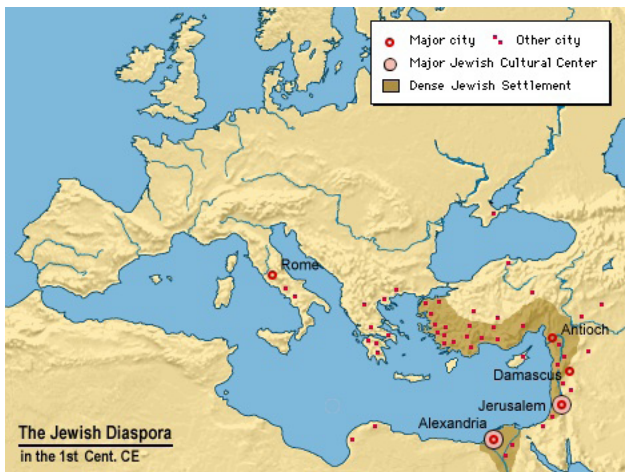 Major city Other city
Major Jewish Cultural Center
Dense Jewish Settlement
Rome
Antioch
Damascus
Jerusalem
Alexandria
The Jewish Diaspora
in the 1st Cent. CE